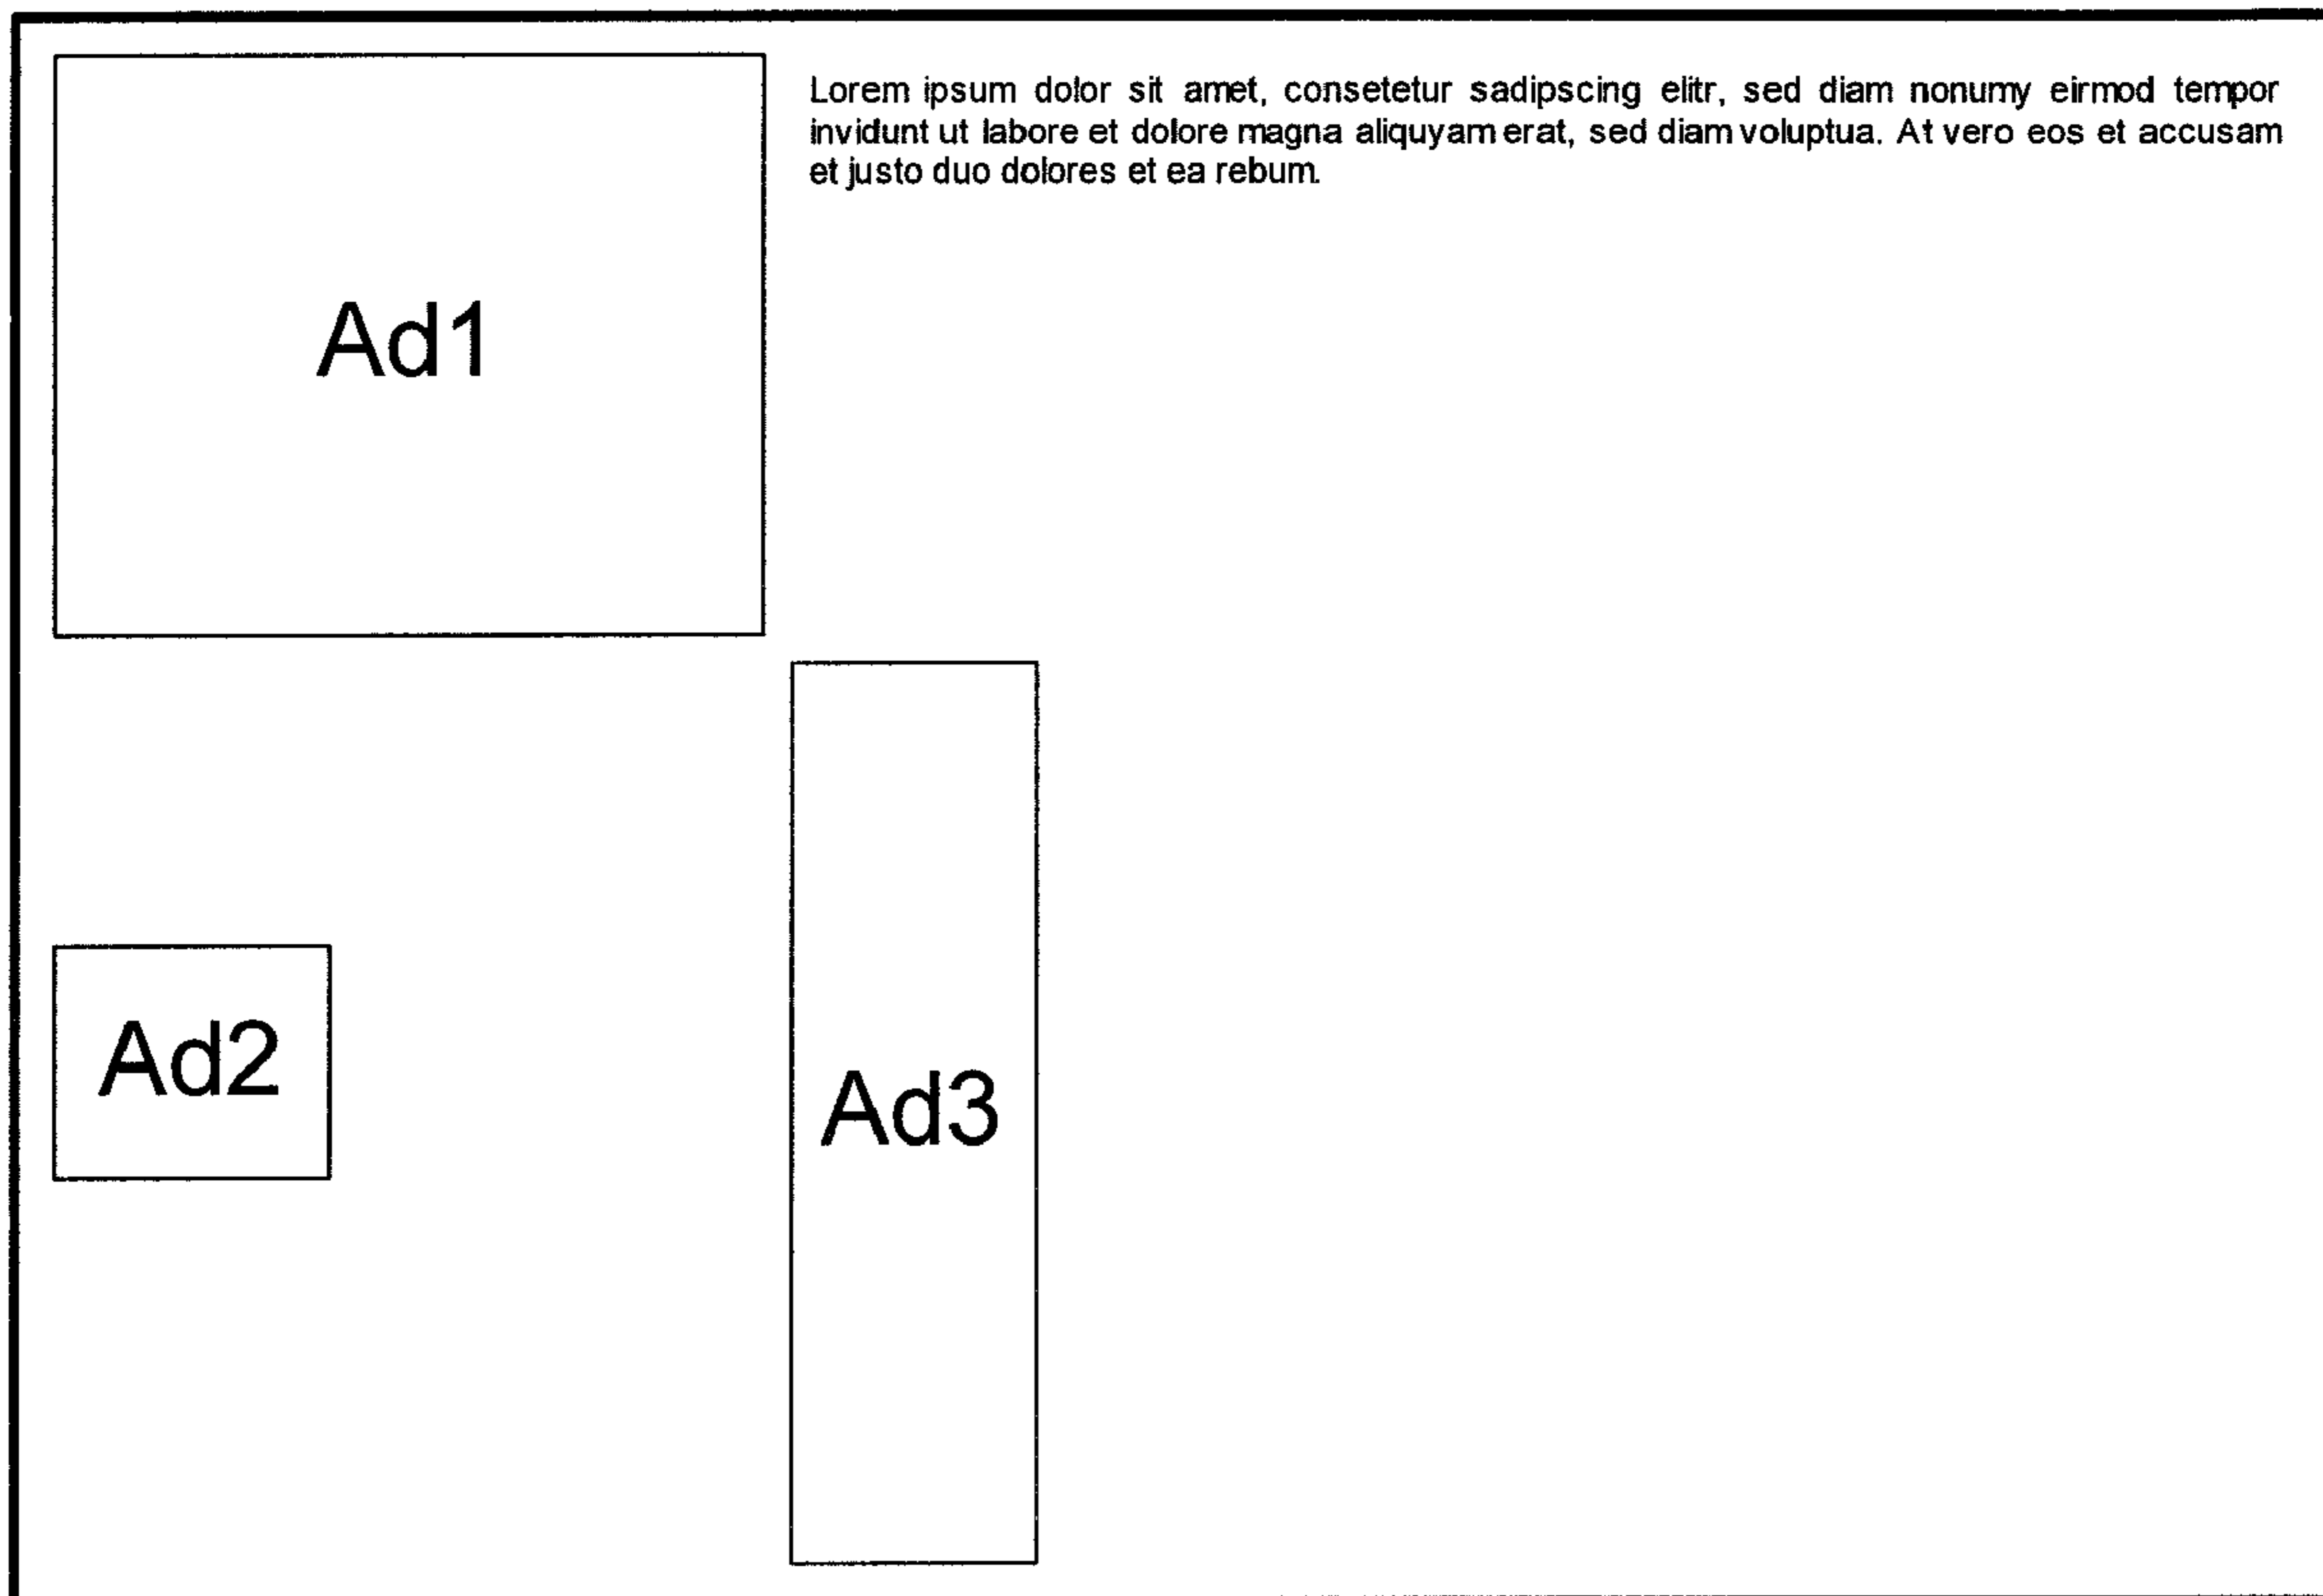 Lorem ipsum dolor sit amet, consetetur sadipscing elitr, sed diam nonumy eirmod tempor
invidunt ut labore et dolore magna aliquyam erat, sed diam voluptua. At vero eos et accusam
et justo duo dolores et ea rebum.
Ad1
Ad2
Ad3